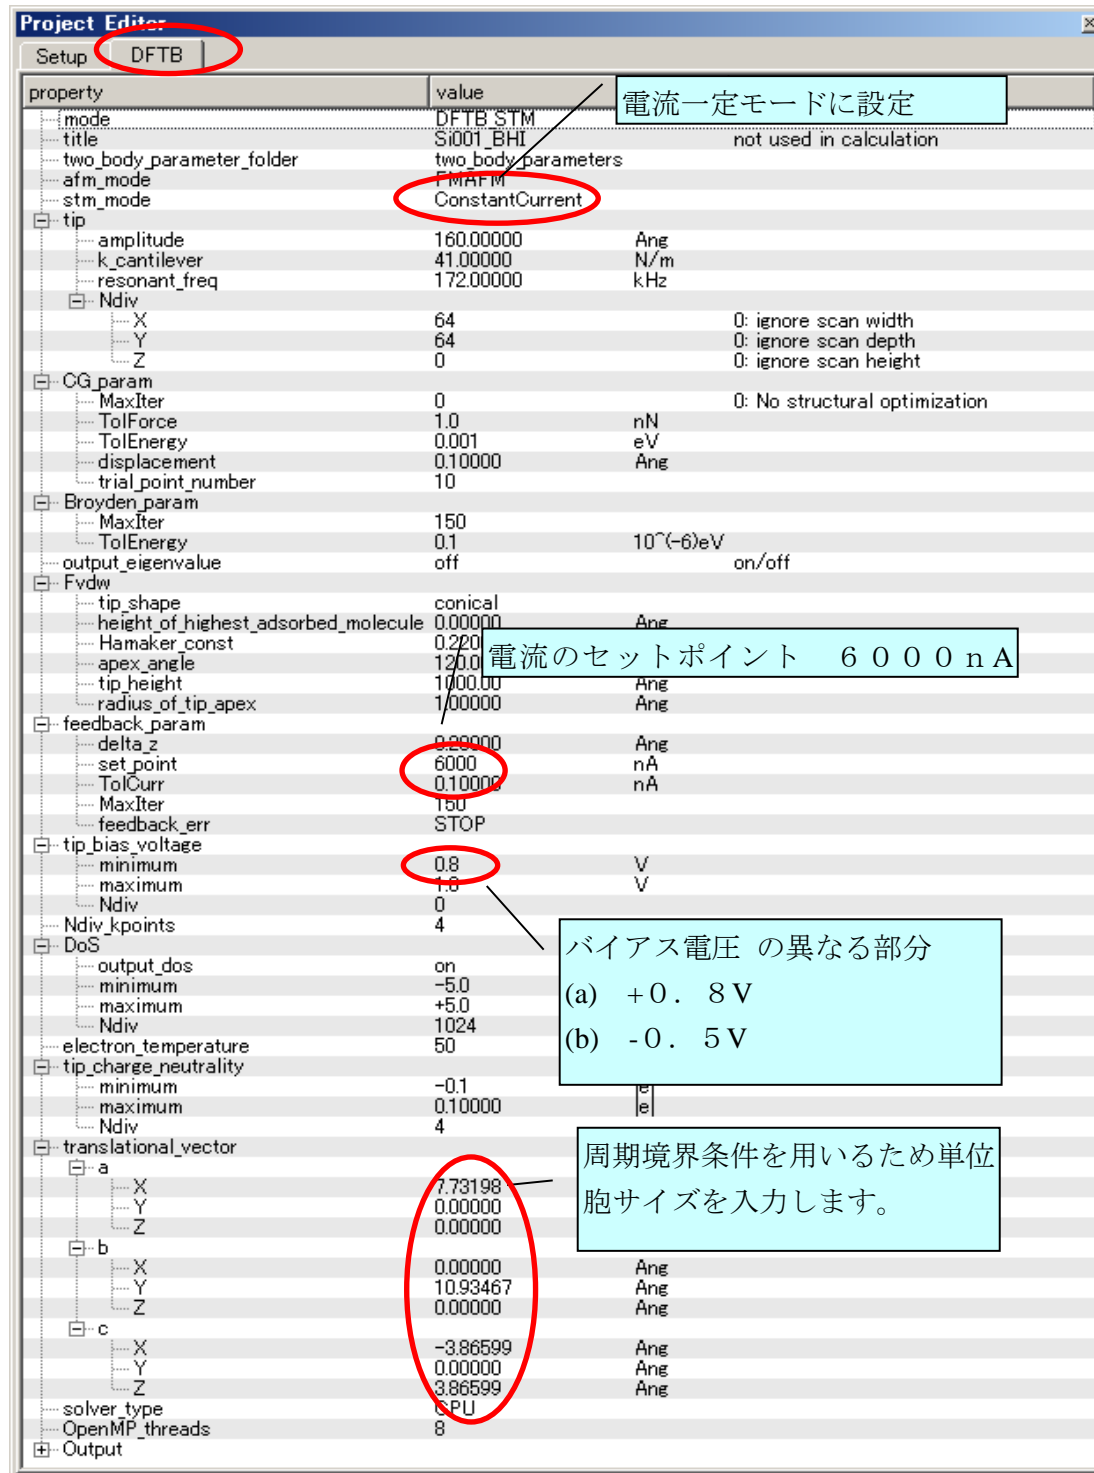 Project Editor
Setup DFTB
property value
mode DFTB STM
電流一定モードに設定
title Si001_BHI not used in calculation
two_body_parameter_folder two_body_parameters
afm_mode FMAFM
stm_mode ConstantCurrent
tip
amplitude 160.00000 Ang
k_cantilever 41.00000 N/m
resonant_freq 172.00000 kHz
Ndiv
X 64 0: ignore scan width
Y 64 0: ignore scan depth
Z 0 0: ignore scan height
CG_param
MaxIter 0 0: No structural optimization
TolForce 1.0 nN
TolEnergy 0.001 eV
displacement 0.10000 Ang
trial_point_number 10
Broyden_param
MaxIter 150
TolEnergy 0.1 10^(-6)eV
output_eigenvalue off on/off
Fvdw
tip_shape conical
height_of_highest_adsorbed_molecule 0.00000 Ang
Hamaker_const 0.220
電流のセットポイント ６０００ｎA
apex_angle 120.0
tip_height 1000.00 Ang
radius_of_tip_apex 1.00000 Ang
feedback_param
delta_z 0.20000 Ang
set_point 6000 nA
TolCurr 0.10000 nA
MaxIter 150
feedback_err STOP
tip_bias_voltage
minimum 0.8 V
maximum 1.0 V
Ndiv 0
Ndiv_kpoints 4
バイアス電圧 の異なる部分
(a) +０．８V
(b) -０．５V
DoS
output_dos on
minimum -5.0
maximum +5.0
Ndiv 1024
electron_temperature 50
tip_charge_neutrality
minimum -0.1 |e|
maximum 0.10000 |e|
Ndiv 4
translational_vector
周期境界条件を用いるため単位
胞サイズを入力します。
a
X 7.73198
Y 0.00000
Z 0.00000
b
X 0.00000 Ang
Y 10.93467 Ang
Z 0.00000 Ang
c
X -3.86599 Ang
Y 0.00000 Ang
Z 3.86599 Ang
solver_type CPU
OpenMP_threads 8
Output